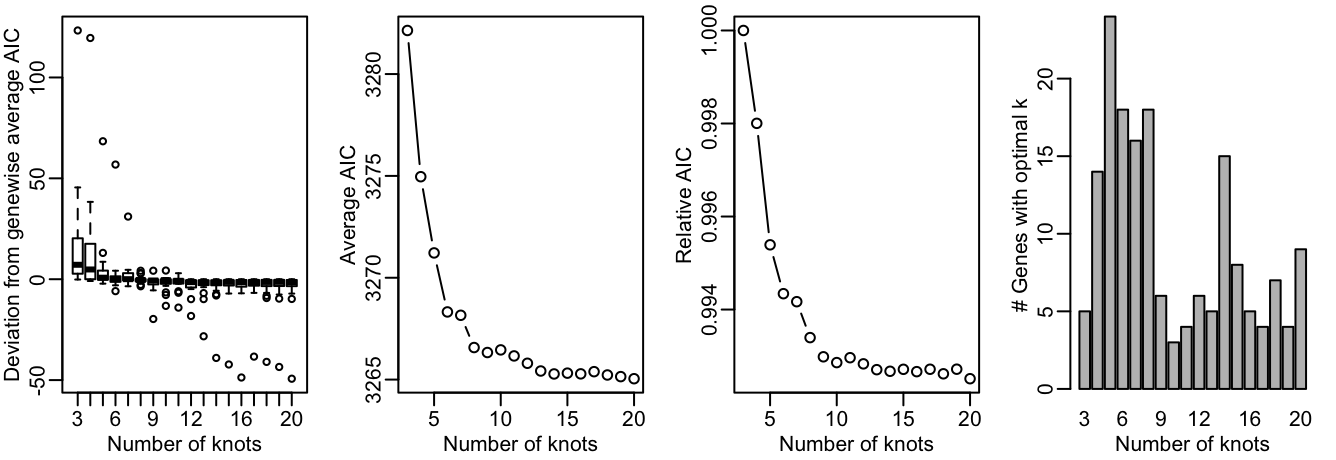 Deviation from genewise average AIC
100
50
0
-50
3 6 9 12 16 20
Number of knots
Average AIC
3280
3275
3270
3265
5 10 15 20
Number of knots
Relative AIC
1.000
0.998
0.996
0.994
5 10 15 20
Number of knots
# Genes with optimal k
20
15
10
5
0
3 6 9 12 16 20
Number of knots